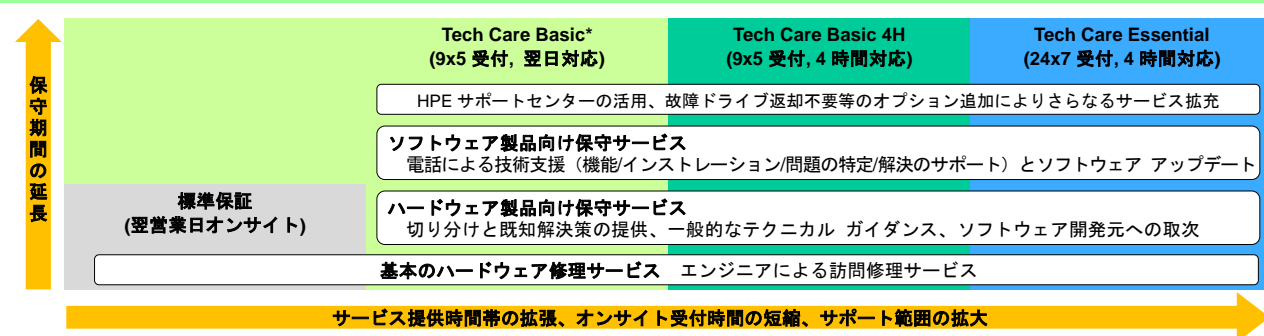 Tech Care Basic*
(9x5 受付, 翌日対応)
Tech Care Basic 4H
(9x5 受付, 4 時間対応)
Tech Care Essential
(24x7 受付, 4 時間対応)
保守期間の延長
HPE サポートセンターの活用、故障ドライブ返却不要等のオプション追加によりさらなるサービス拡充
ソフトウェア製品向け保守サービス
電話による技術支援（機能/インストレーション/問題の特定/解決のサポート）とソフトウェア アップデート
標準保証
(翌営業日オンサイト)
ハードウェア製品向け保守サービス
切り分けと既知解決策の提供、一般的なテクニカル ガイダンス、ソフトウェア開発元への取次
基本のハードウェア修理サービス エンジニアによる訪問修理サービス
サービス提供時間帯の拡張、オンサイト受付時間の短縮、サポート範囲の拡大